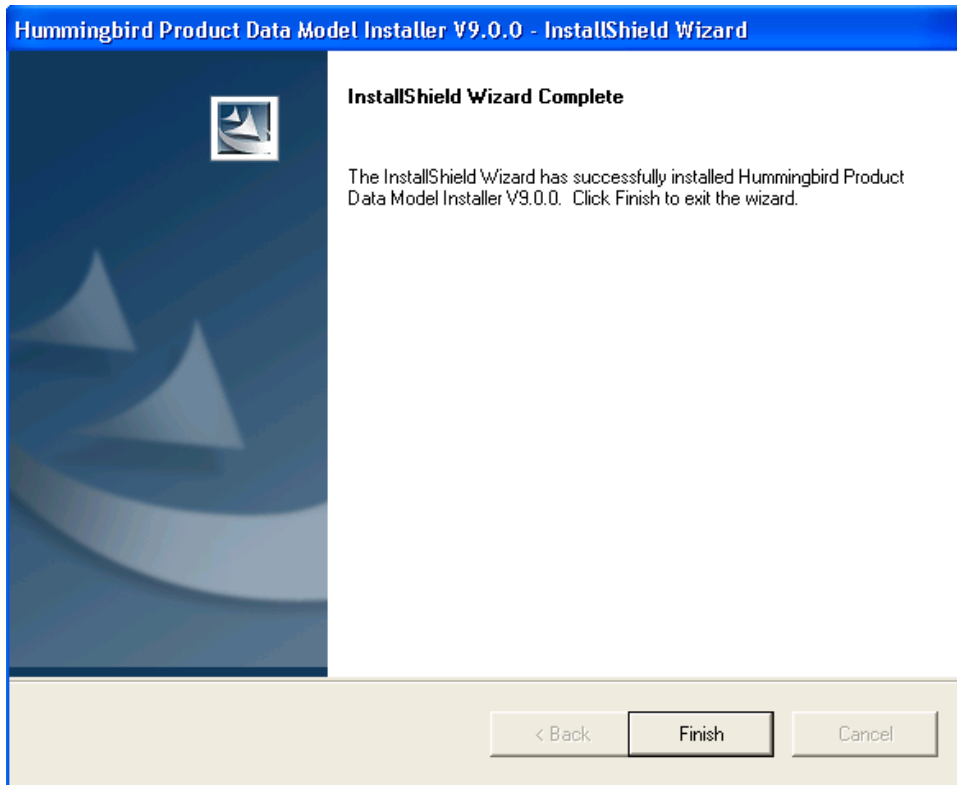 Hummingbird Product Data Model Installer V9.0.0 - InstallShield Wizard
InstallShield Wizard Complete
The InstallShield Wizard has successfully installed Hummingbird Product
Data Model Installer V9.0.0.  Click Finish to exit the wizard.
< Back
Finish
Cancel